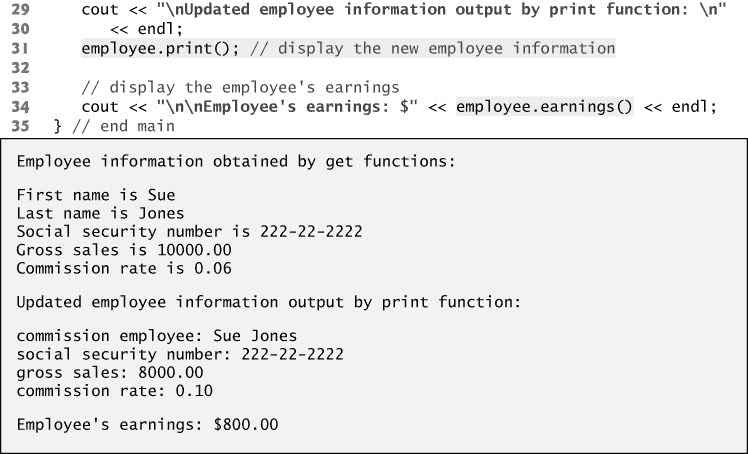 29 cout << "\nUpdated employee information output by print function: \n"
30 << endl;
31 employee.print(); // display the new employee information
32
33 // display the employee's earnings
34 cout << "\n\nEmployee's earnings: $" << employee.earnings() << endl;
35 } // end main
Employee information obtained by get functions:
First name is Sue
Last name is Jones
Social security number is 222-22-2222
Gross sales is 10000.00
Commission rate is 0.06
Updated employee information output by print function:
commission employee: Sue Jones
social security number: 222-22-2222
gross sales: 8000.00
commission rate: 0.10
Employee's earnings: $800.00